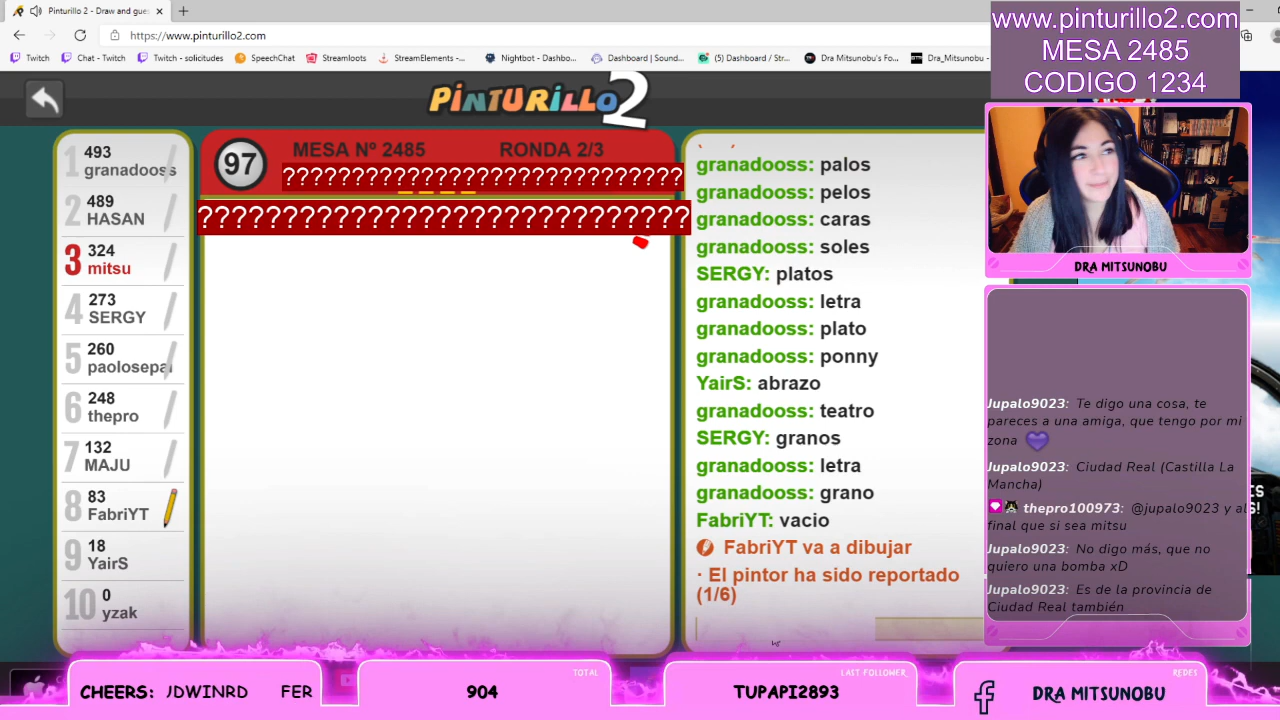 Pinturillo 2 - Draw and gues
https://www.pinturillo2.com
Twitch
Chat - Twitch
Twitch - solicitudes
SpeechChat
Streamloots
StreamElements -...
Nightbot - Dashbo...
Dashboard | Sound...
(5) Dashboard / Str...
Dra Mitsunobu's Fo...
Dra_Mitsunobu -
www.pinturillo2.com
MESA 2485
CODIGO 1234
PINTURILLO 2
1 493 granadooss
2 489 HASAN
3 324 mitsu
4 273 SERGY
5 260 paolosepal
6 248 thepro
7 132 MAJU
8 83 FabriYT
9 18 YairS
10 0 yzak
97
MESA Nº 2485 RONDA 2/3
?????????????????????????????
?????????????????????????????
granadooss: palos
granadooss: pelos
granadooss: caras
granadooss: soles
SERGY: platos
granadooss: letra
granadooss: plato
granadooss: ponny
YairS: abrazo
granadooss: teatro
SERGY: granos
granadooss: letra
granadooss: grano
FabriYT: vacio
FabriYT va a dibujar
· El pintor ha sido reportado
(1/6)
DRA MITSUNOBU
Jupalo9023: Te digo una cosa, te
pareces a una amiga, que tengo por mi
zona
Jupalo9023: Ciudad Real (Castilla La
Mancha)
thepro100973: @jupalo9023 y al
final que si sea mitsu
Jupalo9023: No digo más, que no
quiero una bomba xD
Jupalo9023: Es de la provincia de
Ciudad Real también
CHEERS: JDWINRD FER
TOTAL
904
LAST FOLLOWER
TUPAPI2893
REDES
DRA MITSUNOBU